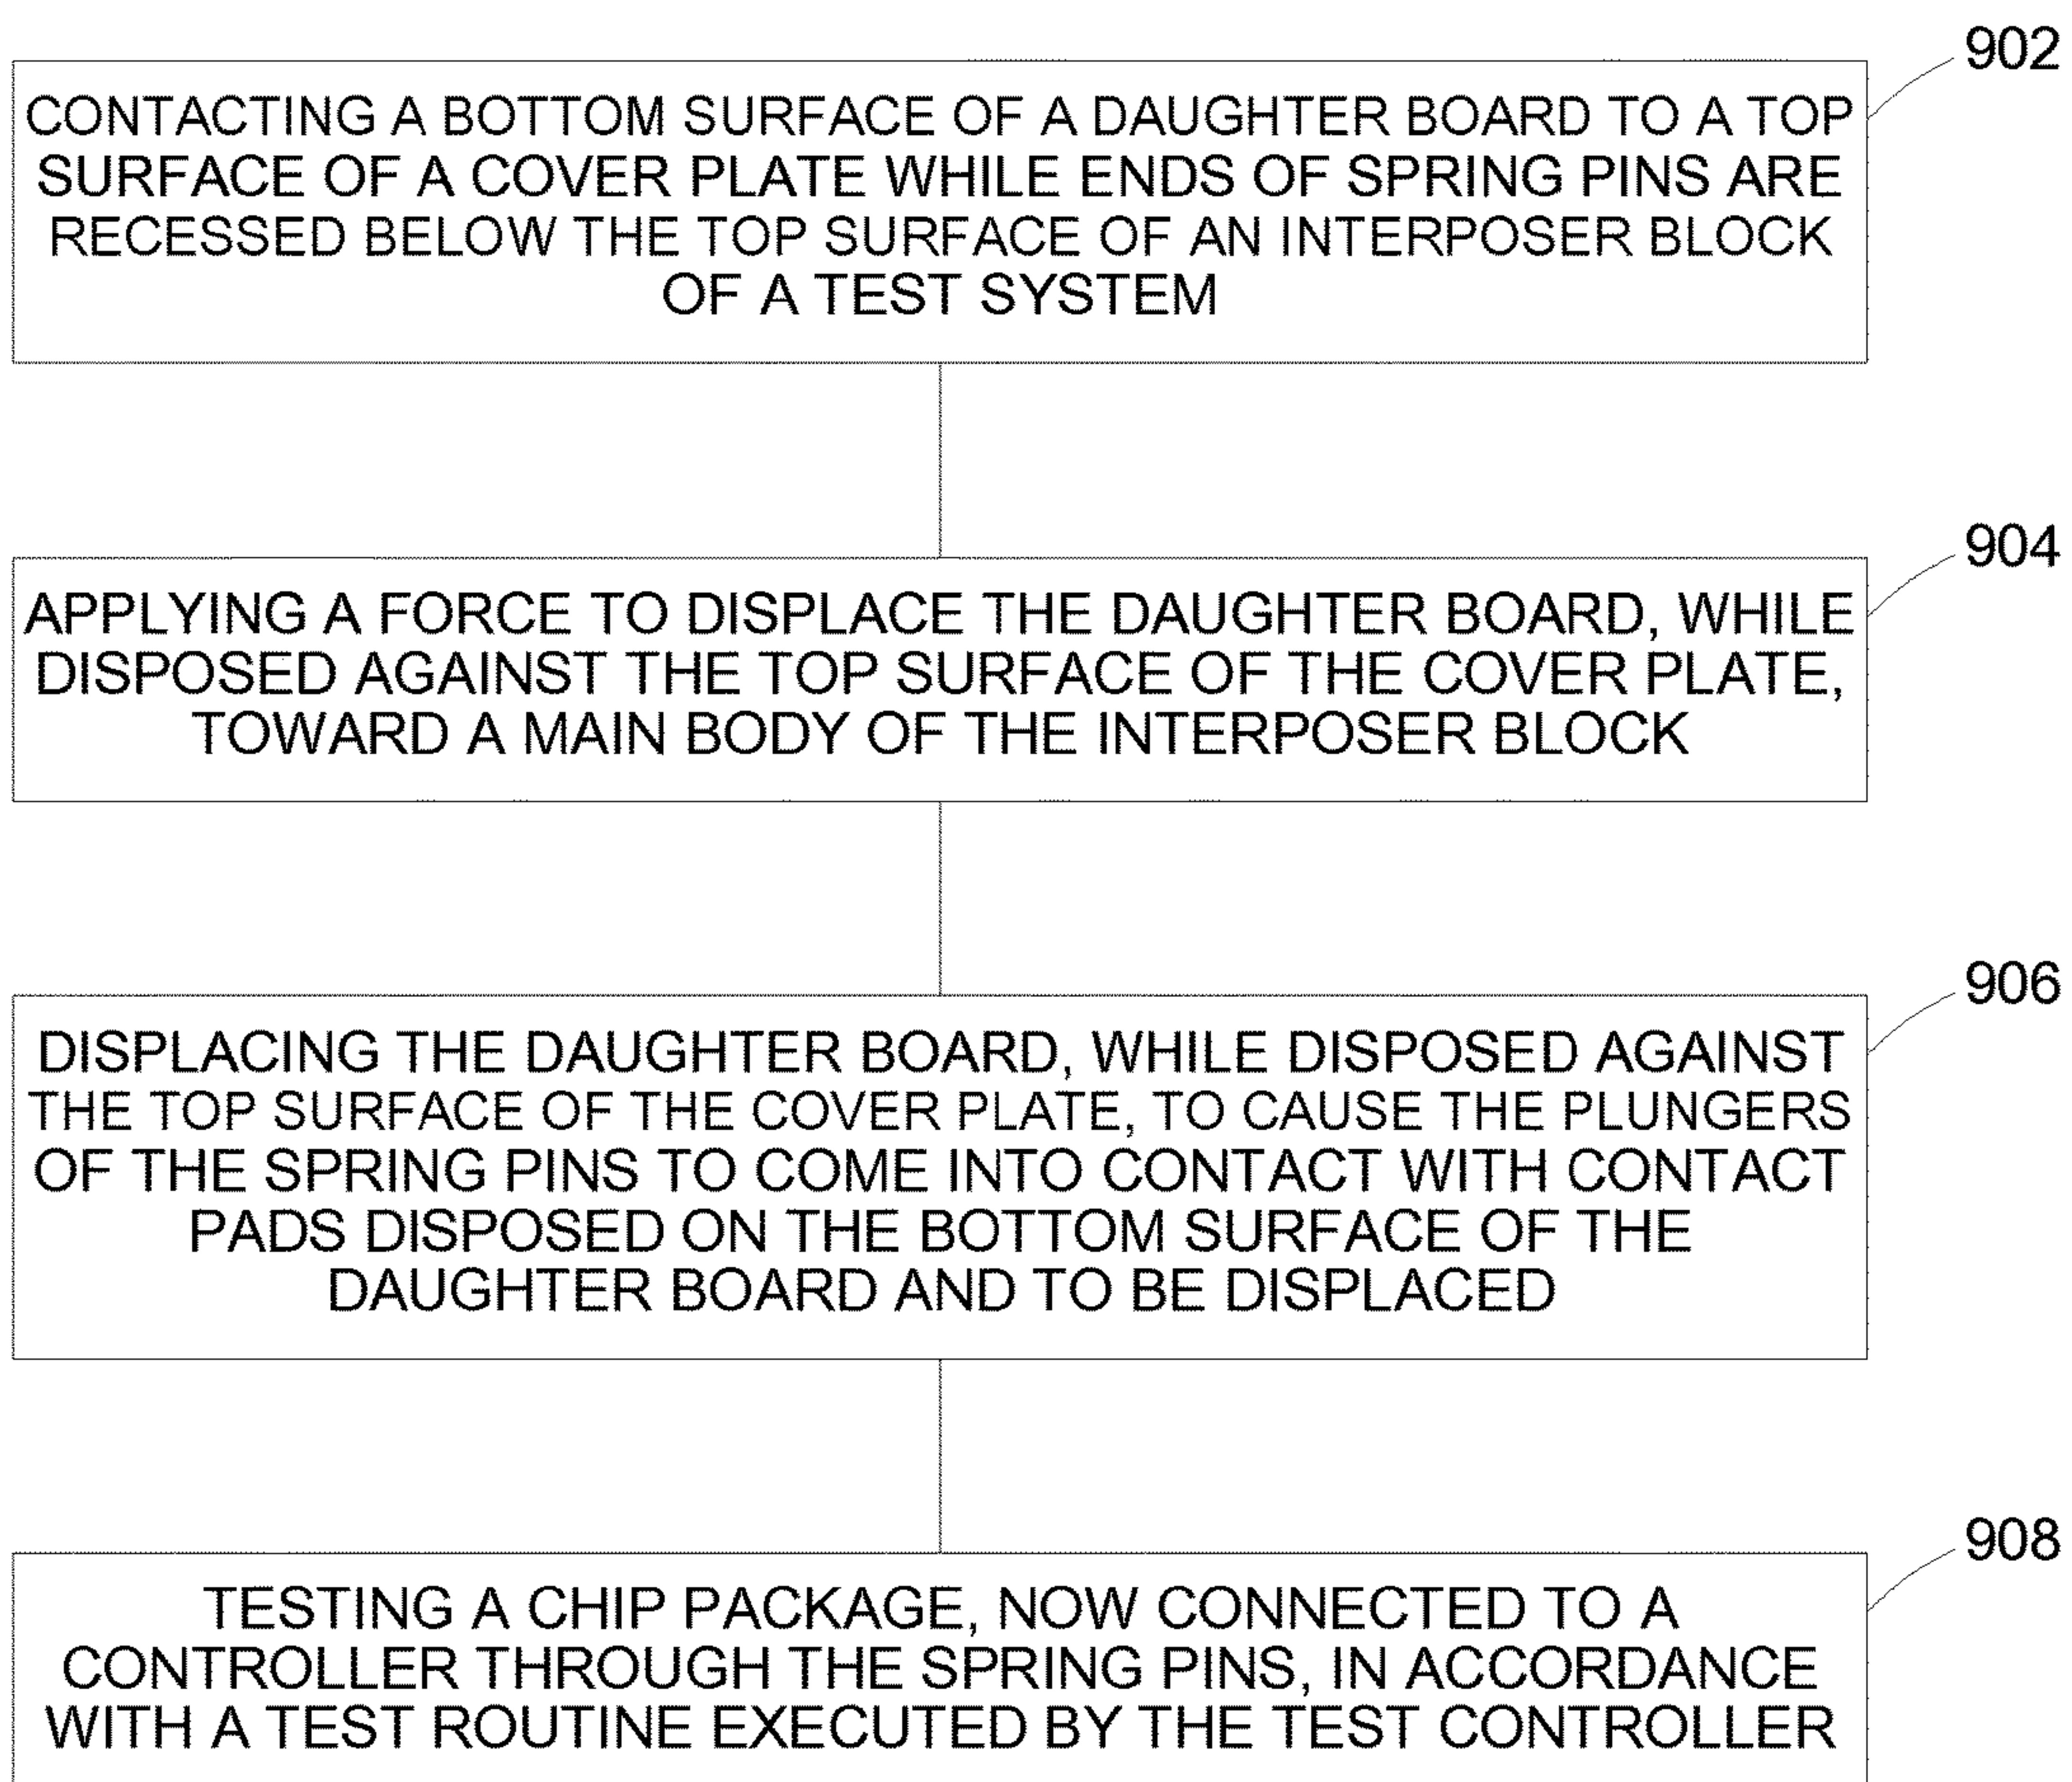 902
CONTACTING A BOTTOM SURFACE OF A DAUGHTER BOARD TO A TOP
SURFACE OF A COVER PLATE WHILE ENDS OF SPRING PINS ARE
RECESSED BELOW THE TOP SURFACE OF AN INTERPOSER BLOCK
OF A TEST SYSTEM
904
APPLYING A FORCE TO DISPLACE THE DAUGHTER BOARD, WHILE
DISPOSED AGAINST THE TOP SURFACE OF THE COVER PLATE,
TOWARD A MAIN BODY OF THE INTERPOSER BLOCK
906
DISPLACING THE DAUGHTER BOARD, WHILE DISPOSED AGAINST
THE TOP SURFACE OF THE COVER PLATE, TO CAUSE THE PLUNGERS
OF THE SPRING PINS TO COME INTO CONTACT WITH CONTACT
PADS DISPOSED ON THE BOTTOM SURFACE OF THE
DAUGHTER BOARD AND TO BE DISPLACED
908
TESTING A CHIP PACKAGE, NOW CONNECTED TO A
CONTROLLER THROUGH THE SPRING PINS, IN ACCORDANCE
WITH A TEST ROUTINE EXECUTED BY THE TEST CONTROLLER